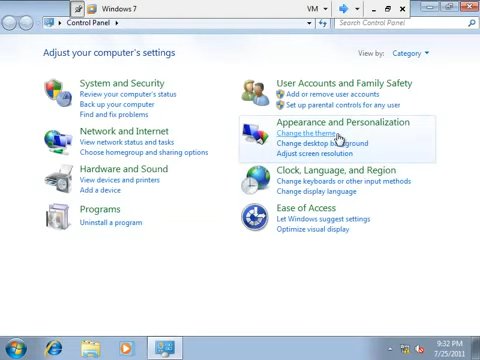 Windows 7
VM
Control Panel
Search Control Panel
Adjust your computer's settings
View by: Category
System and Security
Review your computer's status
Back up your computer
Find and fix problems
Network and Internet
View network status and tasks
Choose homegroup and sharing options
Hardware and Sound
View devices and printers
Add a device
Programs
Uninstall a program
User Accounts and Family Safety
Add or remove user accounts
Set up parental controls for any user
Appearance and Personalization
Change the theme
Change desktop background
Adjust screen resolution
Clock, Language, and Region
Change keyboards or other input methods
Change display language
Ease of Access
Let Windows suggest settings
Optimize visual display
9:32 PM
7/25/2011